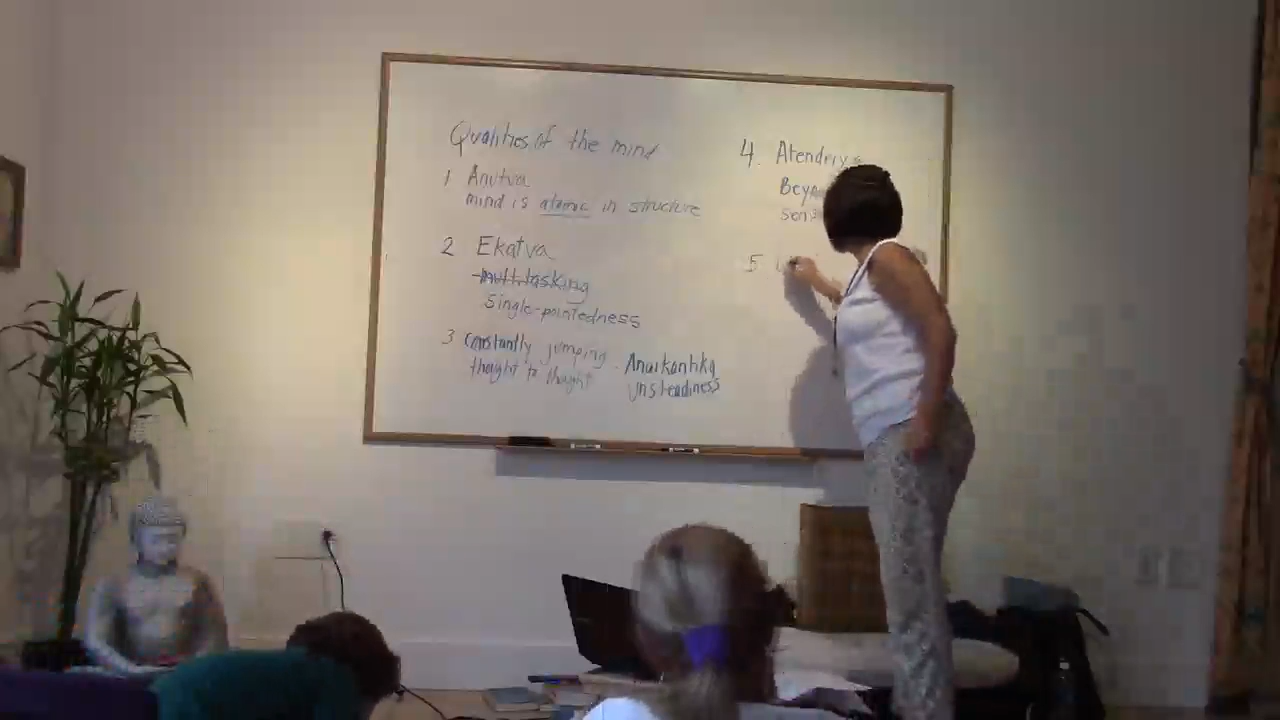 Qualities of the mind
1 Anutva
mind is atomic in structure
2 Ekatva
multitasking
single-pointedness
3 constantly jumping
thought to thought
Anaikantika
unsteadiness
4. Atendriya
5